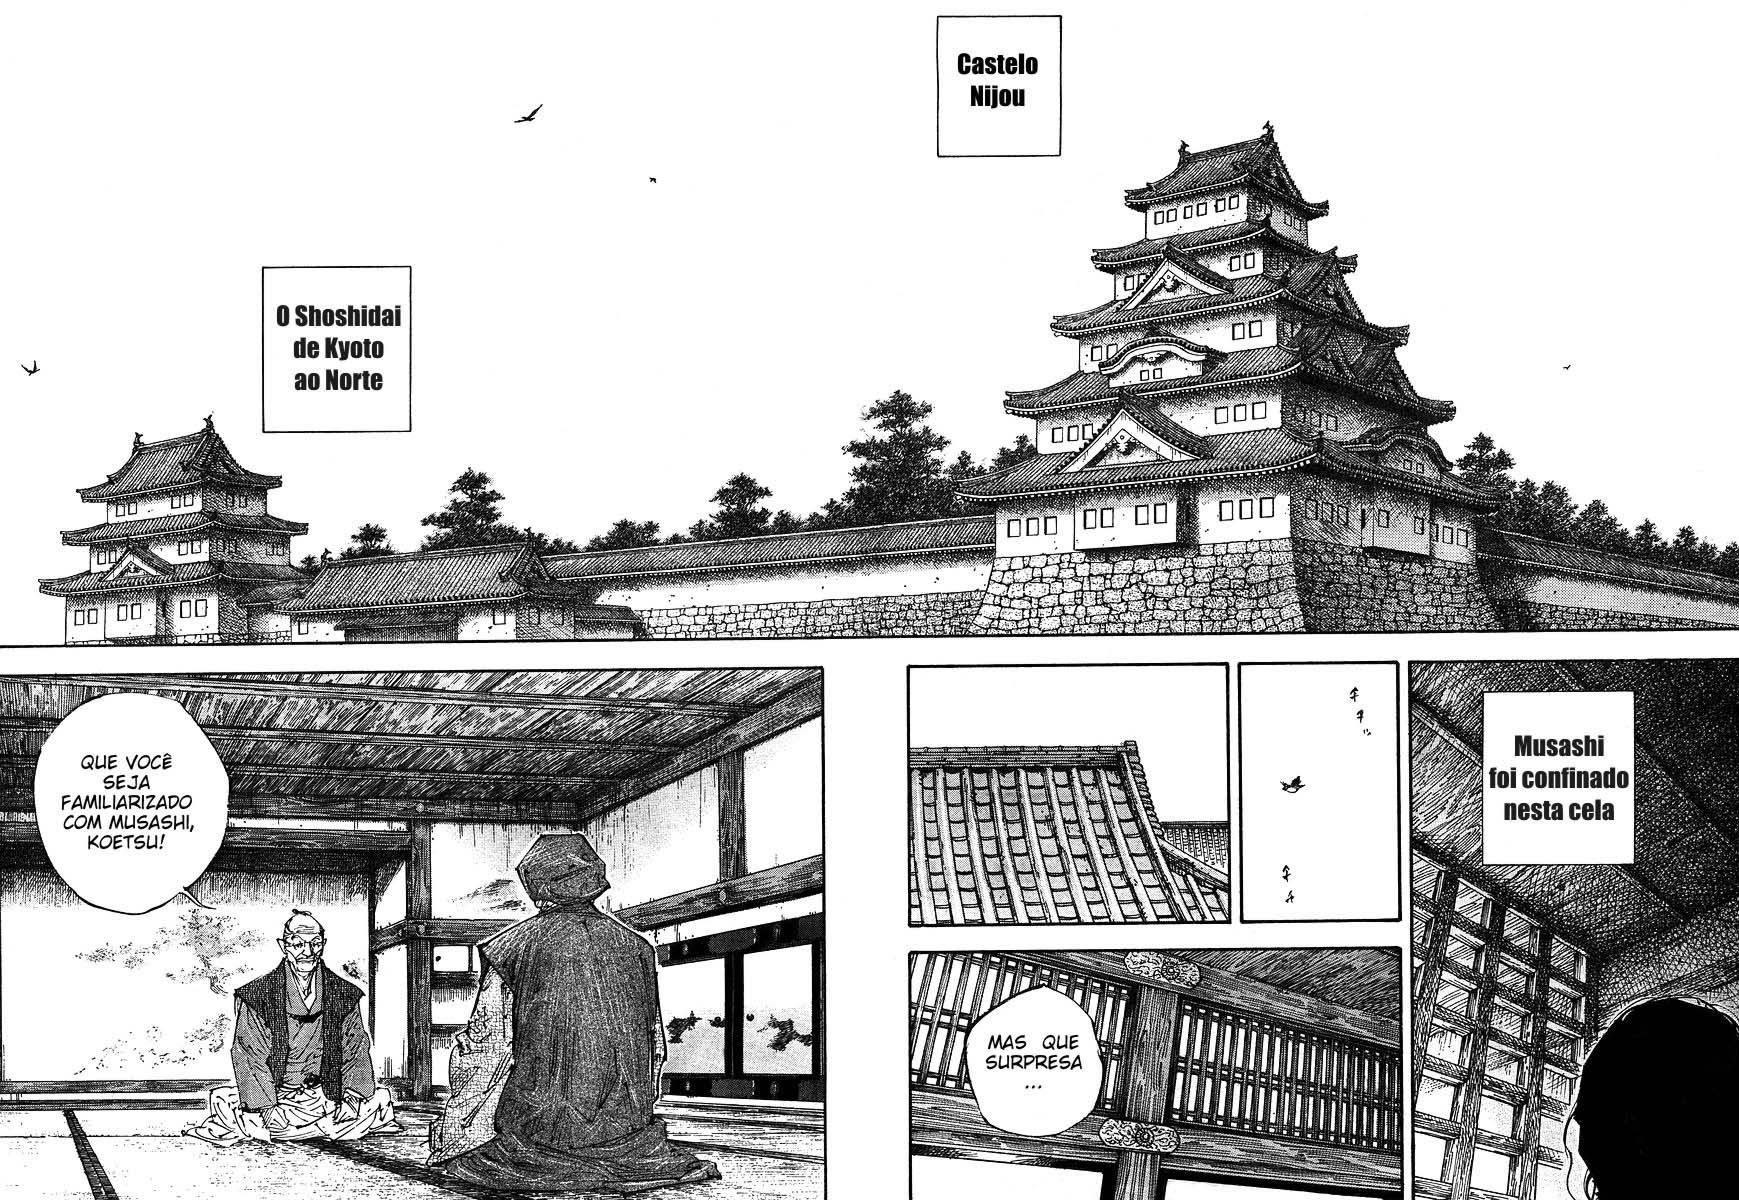 Castelo
Nijou
O Shoshidai
de Kyoto
ao Norte
Musashi
foi confinado
nesta cela
MAS QUE
SURPRESA
...
QUE VOCÊ
SEJA
FAMILIARIZADO
COM MUSASHI,
KOETSU!